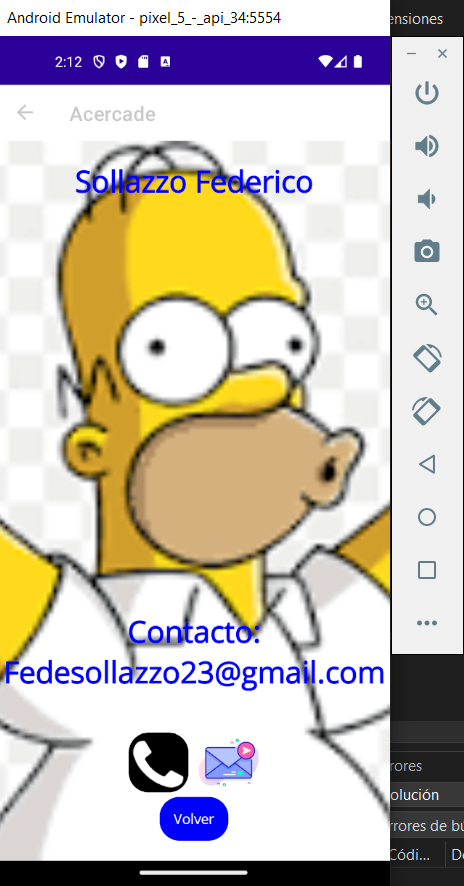 Android Emulator - pixel_5_-_api_34:5554
ensiones
2:12
A
Acercade
Sollazzo Federico
Contacto:
Fedesollazzo23@gmail.com
Volver
rores
olución
rrores de bú
Códi...
De